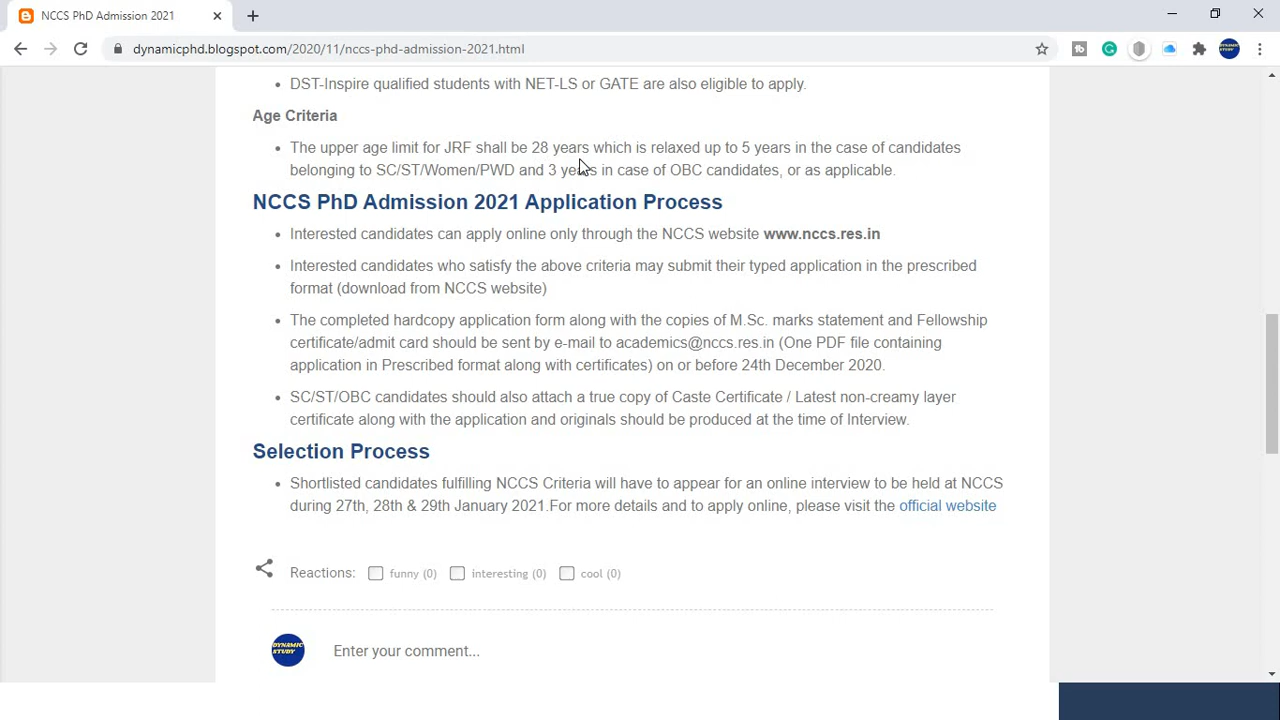 NCCS PhD Admission 2021
dynamicphd.blogspot.com/2020/11/nccs-phd-admission-2021.html
DST-Inspire qualified students with NET-LS or GATE are also eligible to apply.
Age Criteria
The upper age limit for JRF shall be 28 years which is relaxed up to 5 years in the case of candidates
belonging to SC/ST/Women/PWD and 3 years in case of OBC candidates, or as applicable.
NCCS PhD Admission 2021 Application Process
Interested candidates can apply online only through the NCCS website www.nccs.res.in
Interested candidates who satisfy the above criteria may submit their typed application in the prescribed
format (download from NCCS website)
The completed hardcopy application form along with the copies of M.Sc. marks statement and Fellowship
certificate/admit card should be sent by e-mail to academics@nccs.res.in (One PDF file containing
application in Prescribed format along with certificates) on or before 24th December 2020.
SC/ST/OBC candidates should also attach a true copy of Caste Certificate / Latest non-creamy layer
certificate along with the application and originals should be produced at the time of Interview.
Selection Process
Shortlisted candidates fulfilling NCCS Criteria will have to appear for an online interview to be held at NCCS
during 27th, 28th & 29th January 2021.For more details and to apply online, please visit the official website
Reactions: funny (0) interesting (0) cool (0)
DYNAMIC
STUDY
Enter your comment...